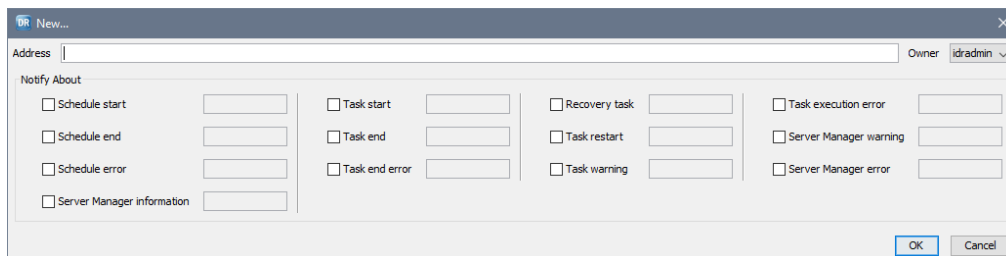 DR New...
Address Owner idradmin
Notify About
Schedule start Task start Recovery task Task execution error
Schedule end Task end Task restart Server Manager warning
Schedule error Task end error Task warning Server Manager error
Server Manager information
OK Cancel